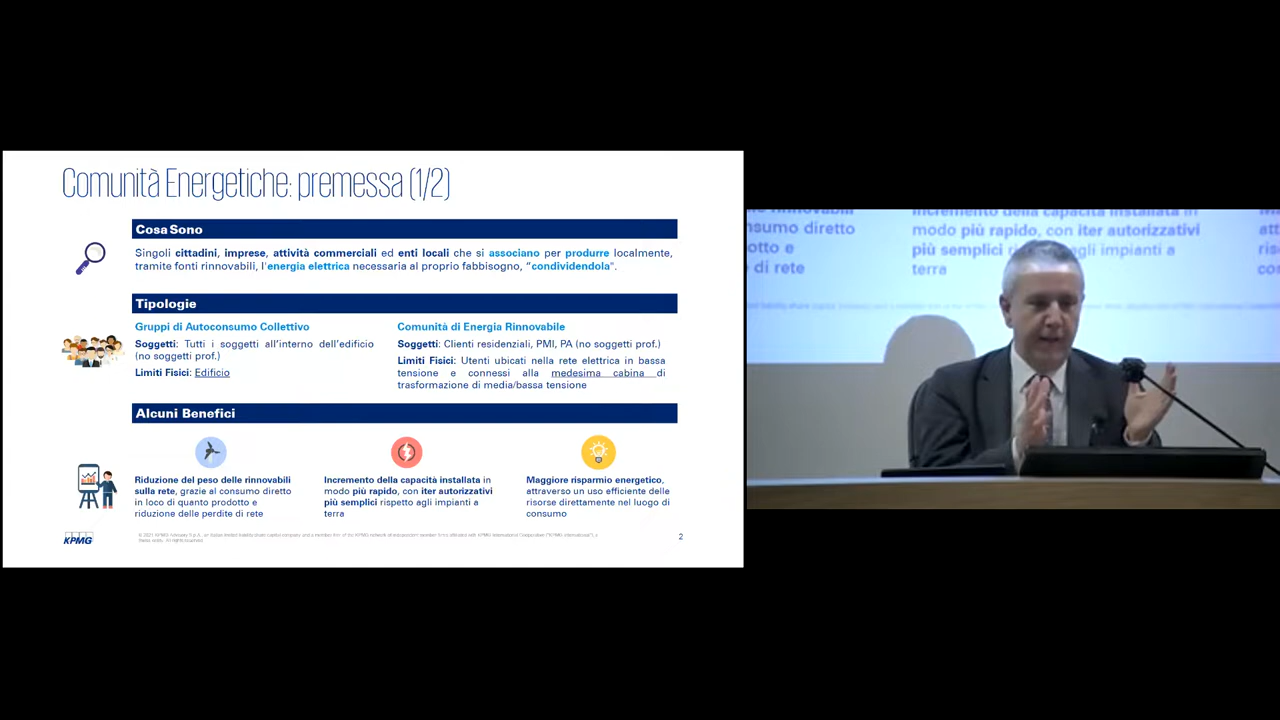 Comunità Energetiche: premessa (1/2)
Cosa Sono
Singoli cittadini, imprese, attività commerciali ed enti locali che si associano per produrre localmente,
tramite fonti rinnovabili, l'energia elettrica necessaria al proprio fabbisogno, "condividendola".
Tipologie
Gruppi di Autoconsumo Collettivo
Soggetti: Tutti i soggetti all'interno dell'edificio
(no soggetti prof.)
Limiti Fisici: Edificio
Comunità di Energia Rinnovabile
Soggetti: Clienti residenziali, PMI, PA (no soggetti prof.)
Limiti Fisici: Utenti ubicati nella rete elettrica in bassa
tensione e connessi alla medesima cabina di
trasformazione di media/bassa tensione
Alcuni Benefici
Riduzione del peso delle rinnovabili
sulla rete, grazie al consumo diretto
in loco di quanto prodotto e
riduzione delle perdite di rete
Incremento della capacità installata in
modo più rapido, con iter autorizzativi
più semplici rispetto agli impianti a
terra
Maggiore risparmio energetico,
attraverso un uso efficiente delle
risorse direttamente nel luogo di
consumo
KPMG
2
rinnovabili
nsumo diretto
otto e
di rete
Incremento della capacità installata in
modo più rapido, con iter autorizzativi
più semplici agli impianti a
terra